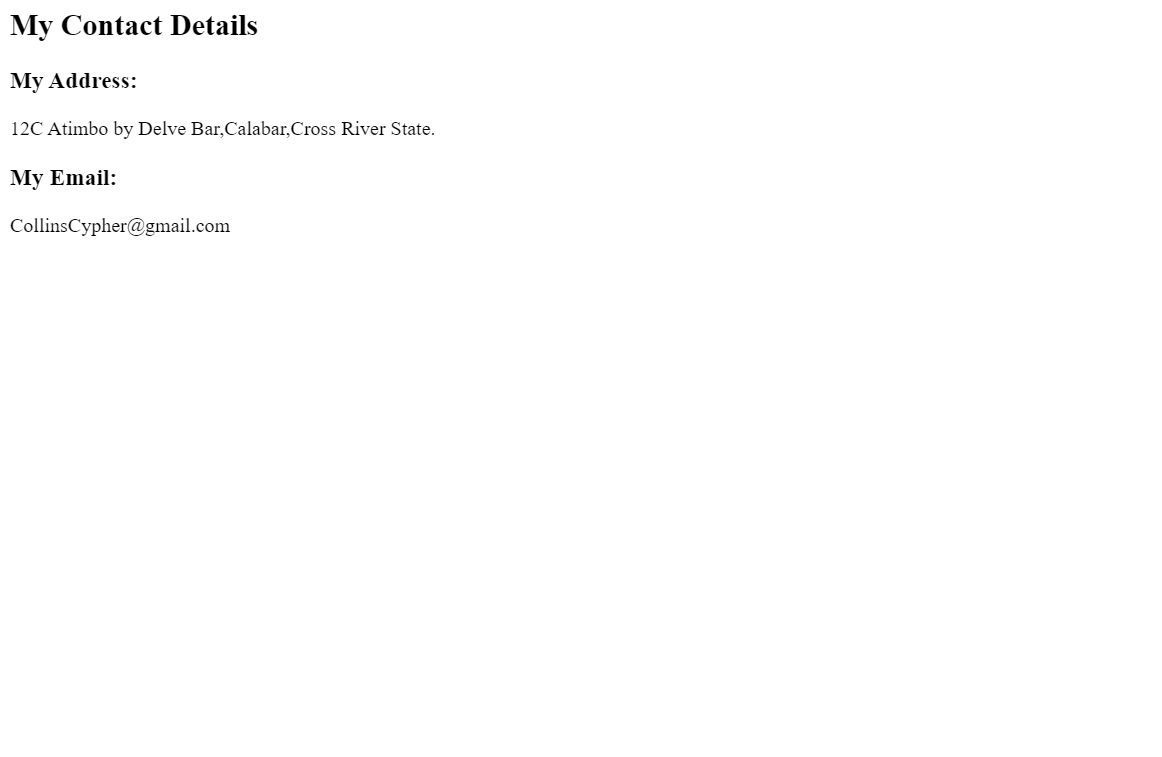 My Contact Details
My Address:
12C Atimbo by Delve Bar,Calabar,Cross River State.
My Email:
CollinsCypher@gmail.com